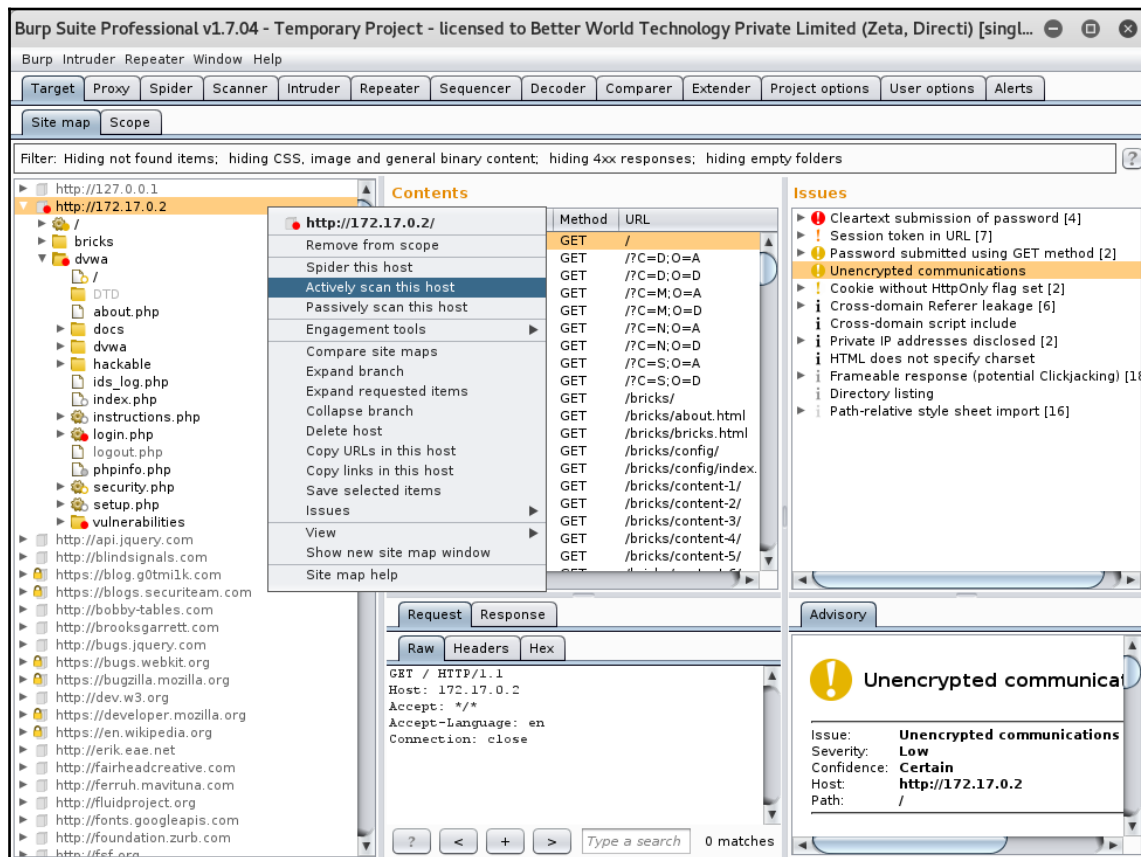 Burp Suite Professional v1.7.04 - Temporary Project - licensed to Better World Technology Private Limited (Zeta, Directi) [singl...
Burp Intruder Repeater Window Help
Target Proxy Spider Scanner Intruder Repeater Sequencer Decoder Comparer Extender Project options User options Alerts
Site map Scope
Filter: Hiding not found items; hiding CSS, image and general binary content; hiding 4xx responses; hiding empty folders ?
http://127.0.0.1
http://172.17.0.2
/
bricks
dvwa
/
DTD
about.php
docs
dvwa
hackable
ids_log.php
index.php
instructions.php
login.php
logout.php
phpinfo.php
security.php
setup.php
vulnerabilities
http://api.jquery.com
http://blindsignals.com
https://blog.g0tmi1k.com
https://blogs.securiteam.com
http://bobby-tables.com
http://brooksgarrett.com
http://bugs.jquery.com
https://bugs.webkit.org
https://bugzilla.mozilla.org
http://dev.w3.org
https://developer.mozilla.org
https://en.wikipedia.org
http://erik.eae.net
http://fairheadcreative.com
http://ferruh.mavituna.com
http://fluidproject.org
http://fonts.googleapis.com
http://foundation.zurb.com
http://fsf.org
http://172.17.0.2/
Remove from scope
Spider this host
Actively scan this host
Passively scan this host
Engagement tools
Compare site maps
Expand branch
Expand requested items
Collapse branch
Delete host
Copy URLs in this host
Copy links in this host
Save selected items
Issues
View
Show new site map window
Site map help
Contents
Method URL
GET /
GET /?C=D;O=A
GET /?C=D;O=D
GET /?C=M;O=A
GET /?C=M;O=D
GET /?C=N;O=A
GET /?C=N;O=D
GET /?C=S;O=A
GET /?C=S;O=D
GET /bricks/
GET /bricks/about.html
GET /bricks/bricks.html
GET /bricks/config/
GET /bricks/config/index.
GET /bricks/content-1/
GET /bricks/content-2/
GET /bricks/content-3/
GET /bricks/content-4/
GET /bricks/content-5/
Request Response
Raw Headers Hex
GET / HTTP/1.1
Host: 172.17.0.2
Accept: */*
Accept-Language: en
Connection: close
? < + > Type a search 0 matches
Issues
Cleartext submission of password [4]
Session token in URL [7]
Password submitted using GET method [2]
Unencrypted communications
Cookie without HttpOnly flag set [2]
Cross-domain Referer leakage [6]
Cross-domain script include
Private IP addresses disclosed [2]
HTML does not specify charset
Frameable response (potential Clickjacking) [18
Directory listing
Path-relative style sheet import [16]
Advisory
Unencrypted communicat
Issue: Unencrypted communications
Severity: Low
Confidence: Certain
Host: http://172.17.0.2
Path: /